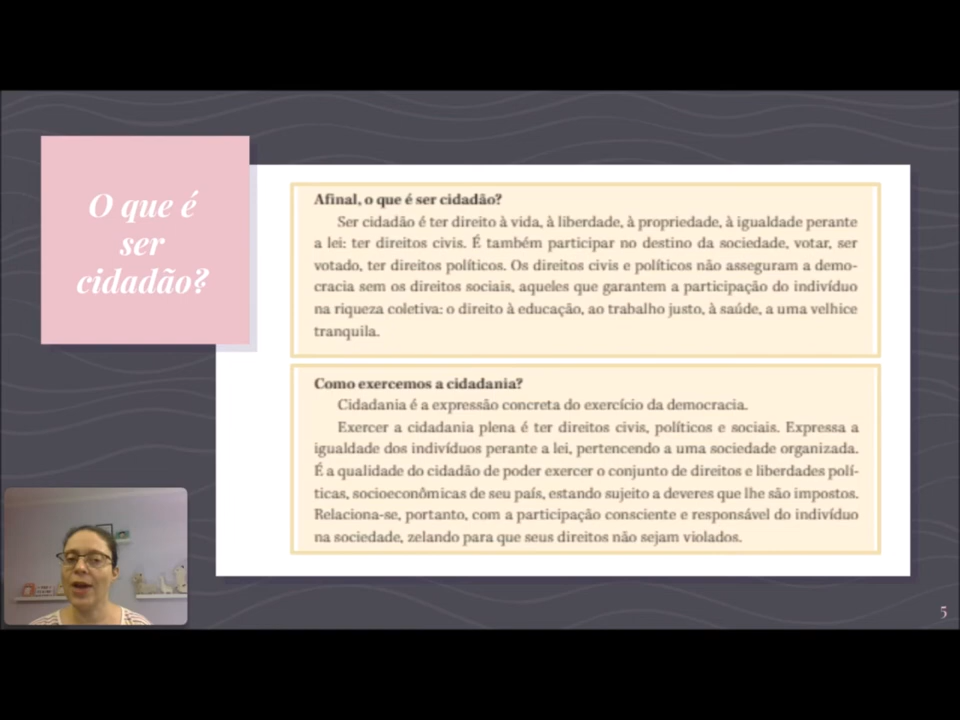 O que é
ser
cidadão?
Afinal, o que é ser cidadão?
Ser cidadão é ter direito à vida, à liberdade, à propriedade, à igualdade perante
a lei: ter direitos civis. É também participar no destino da sociedade, votar, ser
votado, ter direitos políticos. Os direitos civis e políticos não asseguram a demo-
cracia sem os direitos sociais, aqueles que garantem a participação do indivíduo
na riqueza coletiva: o direito à educação, ao trabalho justo, à saúde, a uma velhice
tranquila.
Como exercemos a cidadania?
Cidadania é a expressão concreta do exercício da democracia.
Exercer a cidadania plena é ter direitos civis, políticos e sociais. Expressa a
igualdade dos indivíduos perante a lei, pertencendo a uma sociedade organizada.
É a qualidade do cidadão de poder exercer o conjunto de direitos e liberdades polí-
ticas, socioeconômicas de seu país, estando sujeito a deveres que lhe são impostos.
Relaciona-se, portanto, com a participação consciente e responsável do indivíduo
na sociedade, zelando para que seus direitos não sejam violados.
5